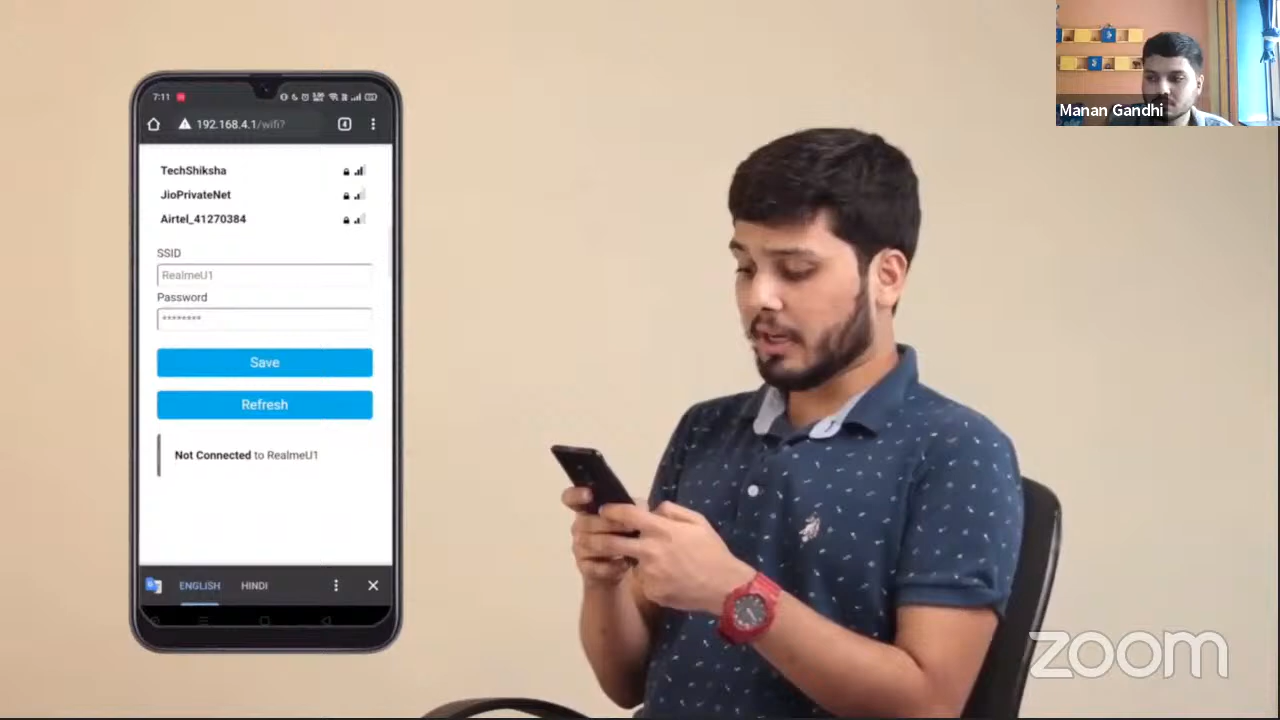 Manan Gandhi
7:11
192.168.4.1/wifi?
4
TechShiksha
JioPrivateNet
Airtel_41270384
SSID
RealmeU1
Password
********
Save
Refresh
Not Connected to RealmeU1
ENGLISH HINDI
zoom